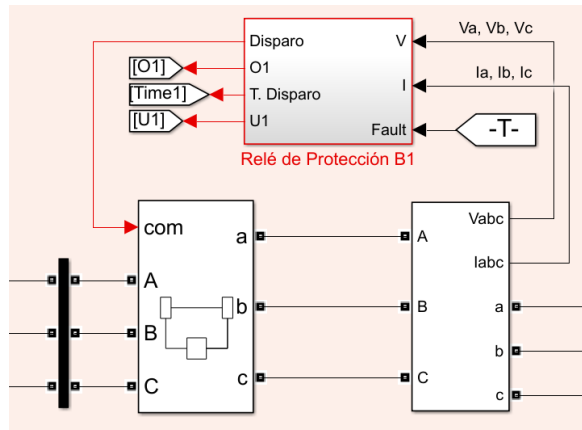 Disparo
V
Va, Vb, Vc
[O1]
O1
[Time1]
T. Disparo
I
Ia, Ib, Ic
[U1]
U1
Fault
-T-
Relé de Protección B1
com
a
A
Vabc
Iabc
A
a
B
b
B
b
C
c
C
c